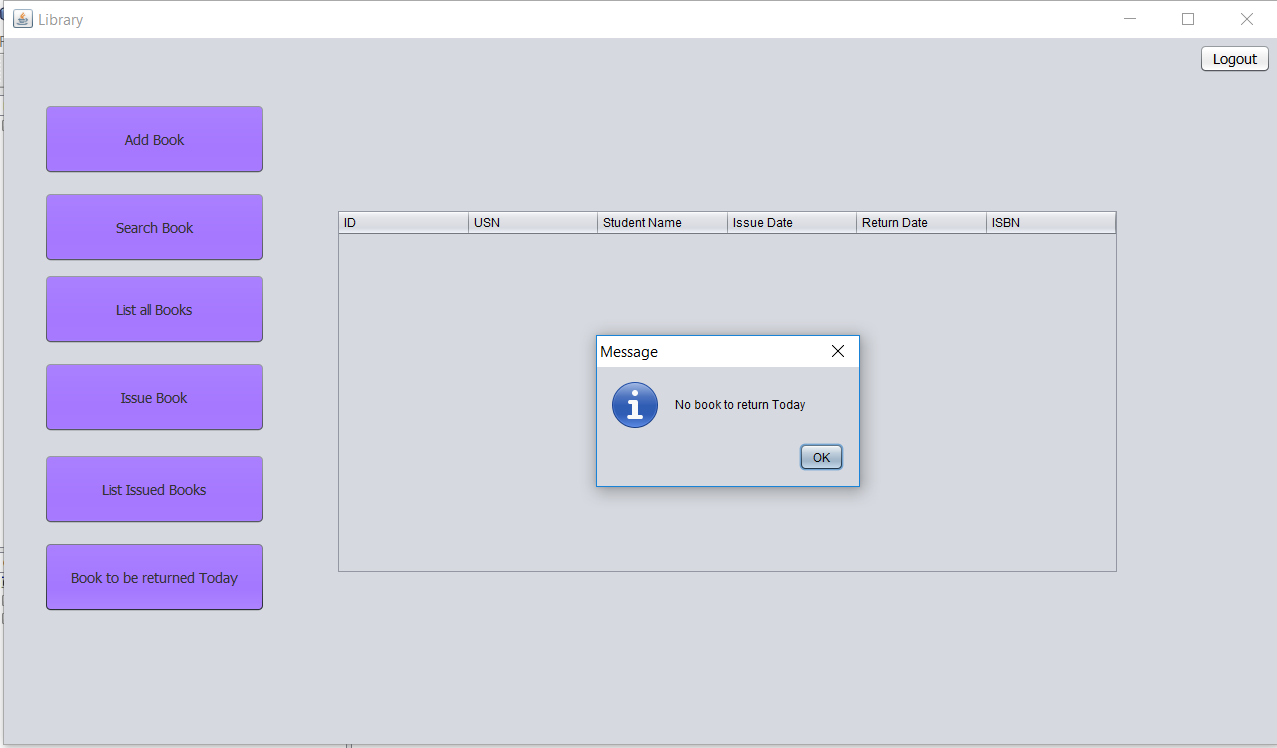 Library
Logout
Add Book
Search Book
List all Books
Issue Book
List Issued Books
Book to be returned Today
ID USN Student Name Issue Date Return Date ISBN
Message
No book to return Today
OK